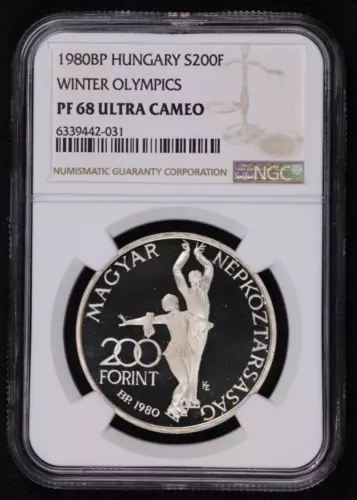 1980BP HUNGARY S200F
WINTER OLYMPICS
PF 68 ULTRA CAMEO
6339442-031
NUMISMATIC GUARANTY CORPORATION
NGC®
MAGYAR NÉPKÖZTÁRSASÁG
200
FORINT
BP. 1980